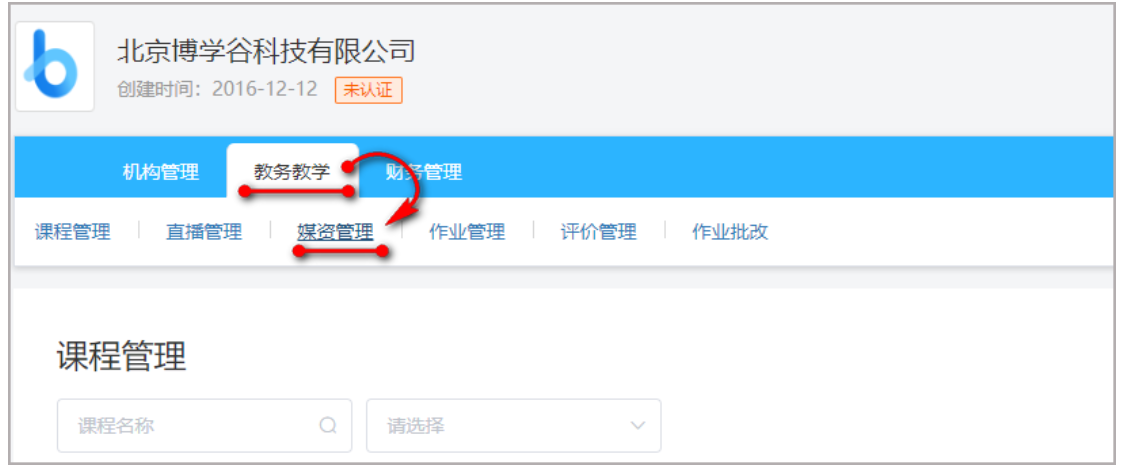 北京博学谷科技有限公司
创建时间：2016-12-12 未认证
机构管理 教务教学 财务管理
课程管理 直播管理 媒资管理 作业管理 评价管理 作业批改
课程管理
课程名称 请选择